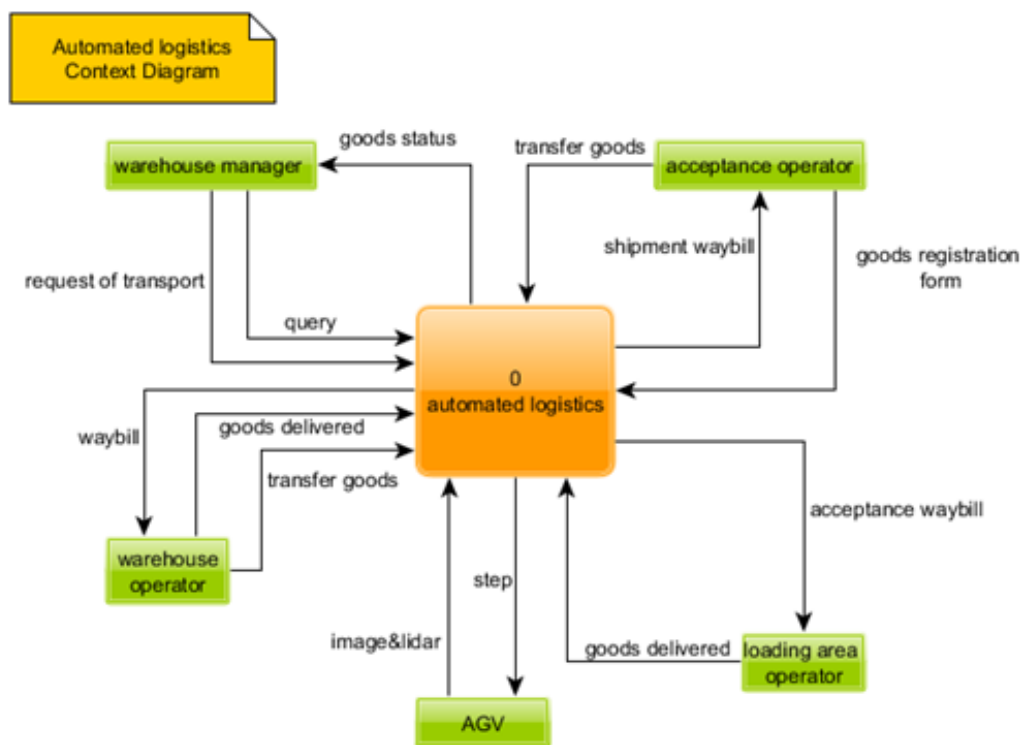 Automated logistics
Context Diagram
goods status
transfer goods
warehouse manager
acceptance operator
shipment waybill
goods registration
form
request of transport
query
0
automated logistics
waybill
goods delivered
transfer goods
acceptance waybill
warehouse
operator
step
image&lidar
goods delivered
loading area
operator
AGV